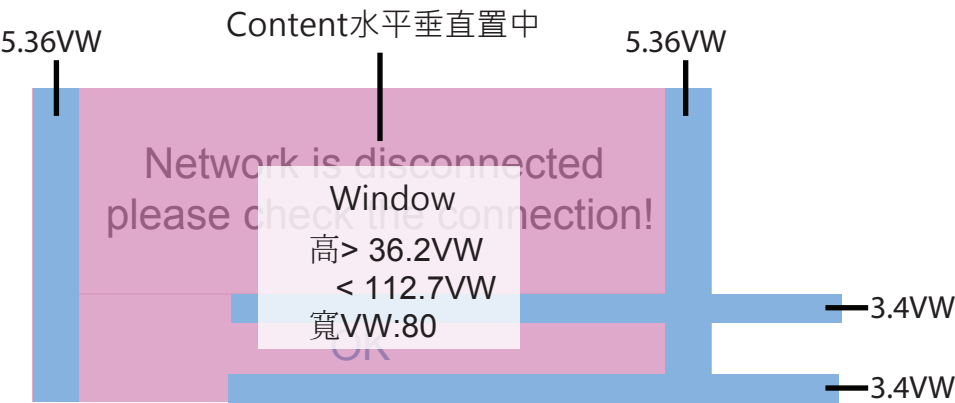 Content水平垂直置中
5.36VW
5.36VW
Network is disconnected
please check the connection!
Window
高> 36.2VW
< 112.7VW
寬VW:80
3.4VW
OK
3.4VW